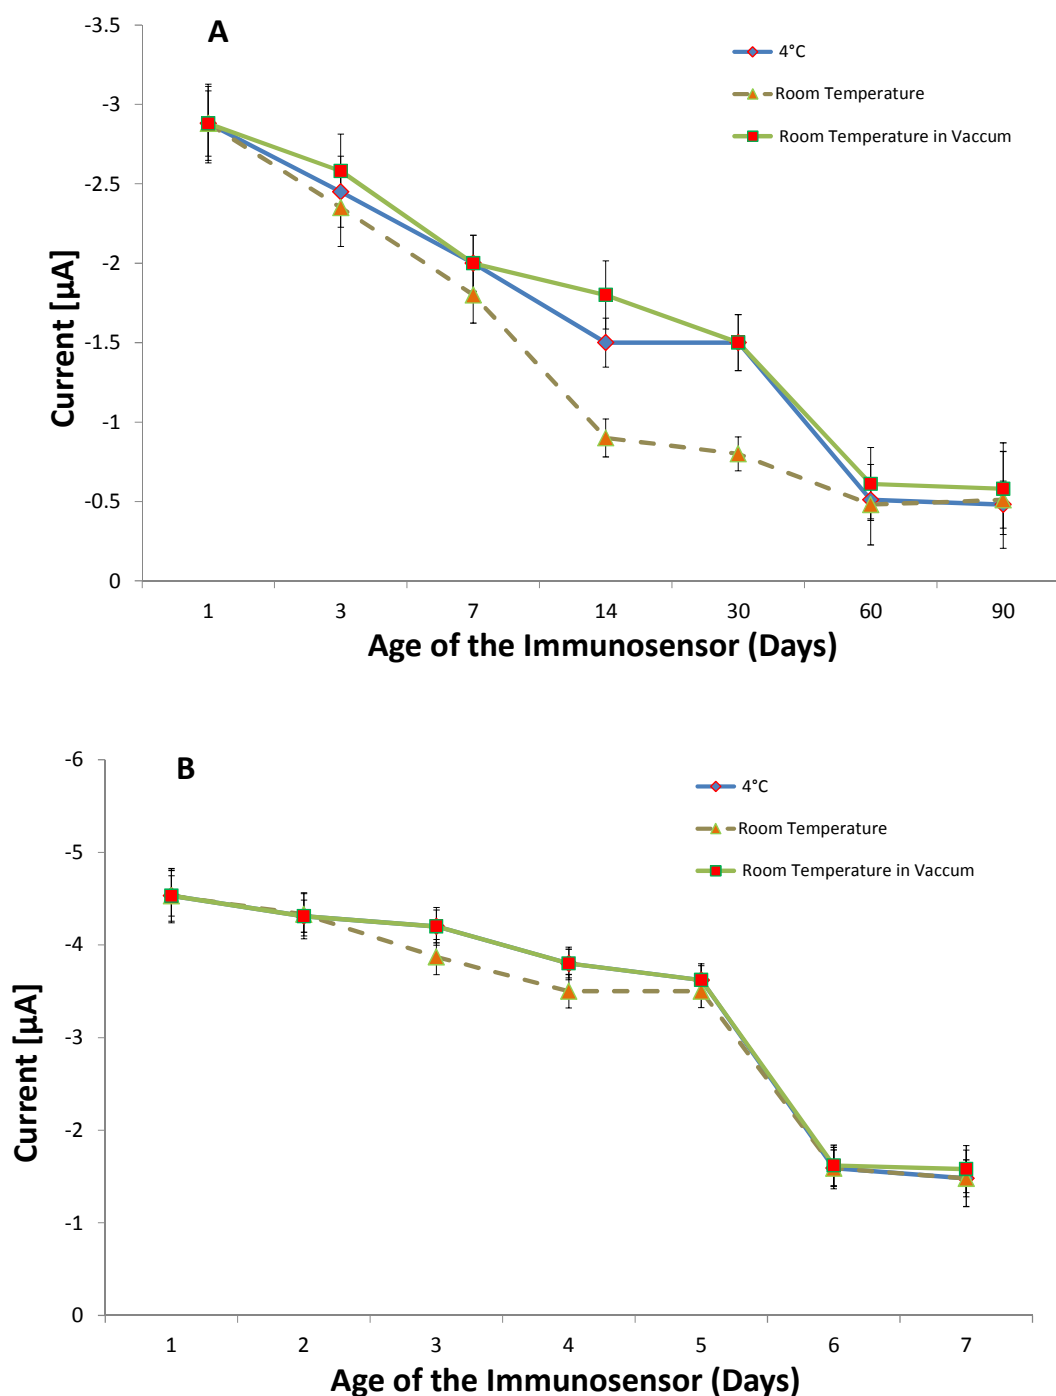 A
-3.5
-3
-2.5
-2
-1.5
-1
-0.5
0
Current [µA]
4°C
Room Temperature
Room Temperature in Vaccum
1 3 7 14 30 60 90
Age of the Immunosensor (Days)
B
-6
-5
-4
-3
-2
-1
0
Current [µA]
4°C
Room Temperature
Room Temperature in Vaccum
1 2 3 4 5 6 7
Age of the Immunosensor (Days)